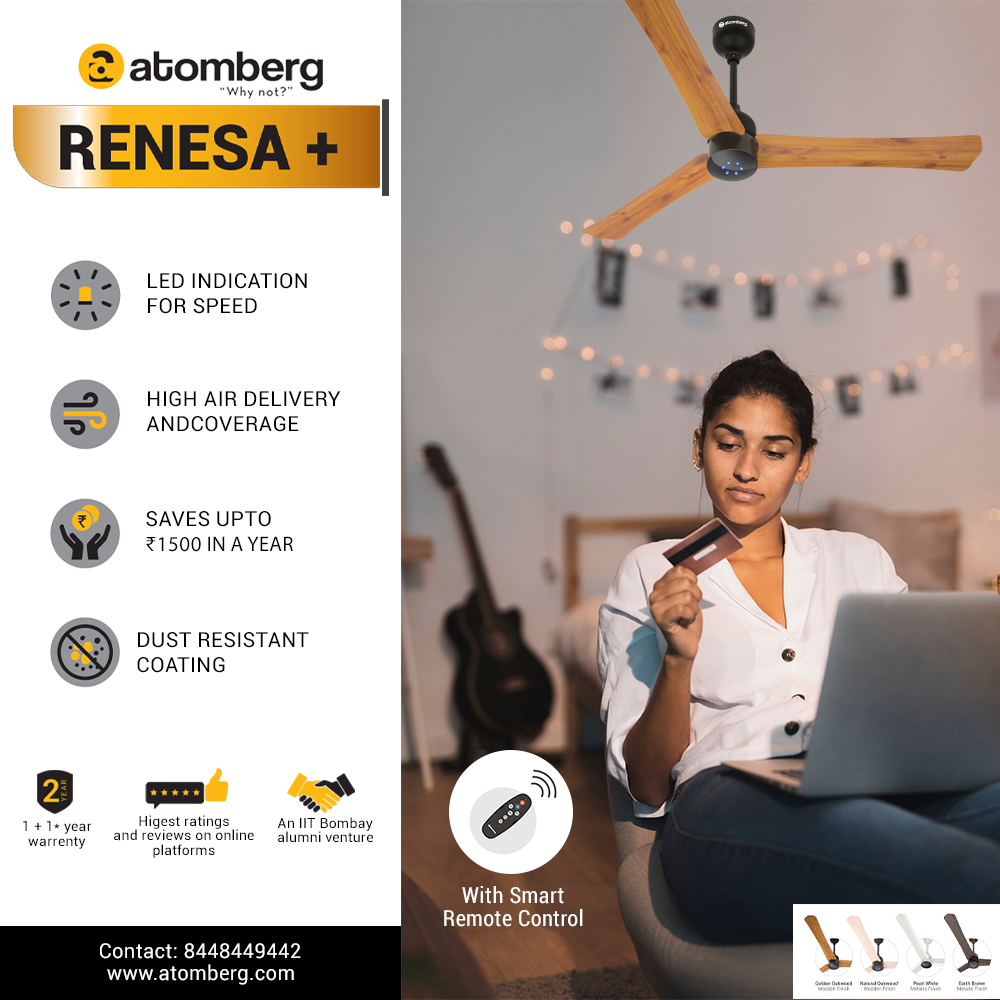 atomberg
"Why not?"
RENESA +
LED INDICATION
FOR SPEED
HIGH AIR DELIVERY
ANDCOVERAGE
SAVES UPTO
₹1500 IN A YEAR
DUST RESISTANT
COATING
2 YEAR
1 + 1* year
warrenty
Higest ratings
and reviews on online
platforms
An IIT Bombay
alumni venture
Contact: 8448449442
www.atomberg.com
atomberg
With Smart
Remote Control
Golden Oakwood
Wooden Finish
Natural Oakwood*
Wooden Finish
Pearl White
Metallic Finish
Earth Brown
Metallic Finish